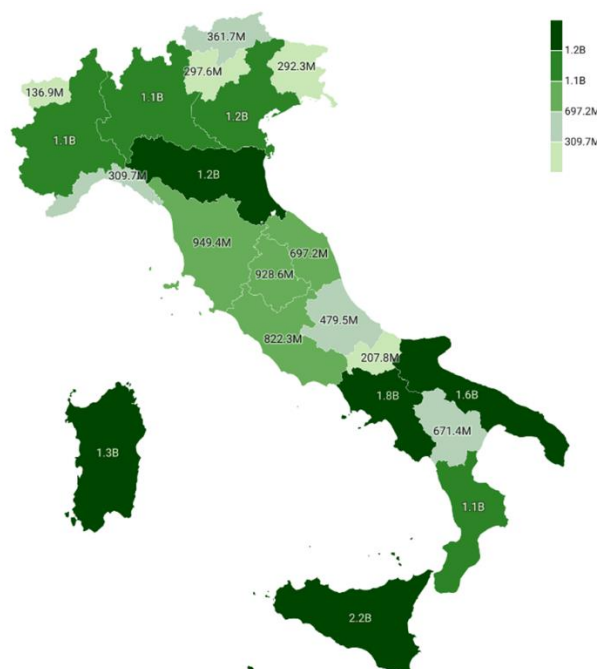 361.7M
297.6M
292.3M
136.9M
1.1B
1.1B
1.2B
309.7M
1.2B
949.4M
697.2M
928.6M
479.5M
822.3M
207.8M
1.8B
1.6B
671.4M
1.3B
1.1B
2.2B
1.2B
1.1B
697.2M
309.7M